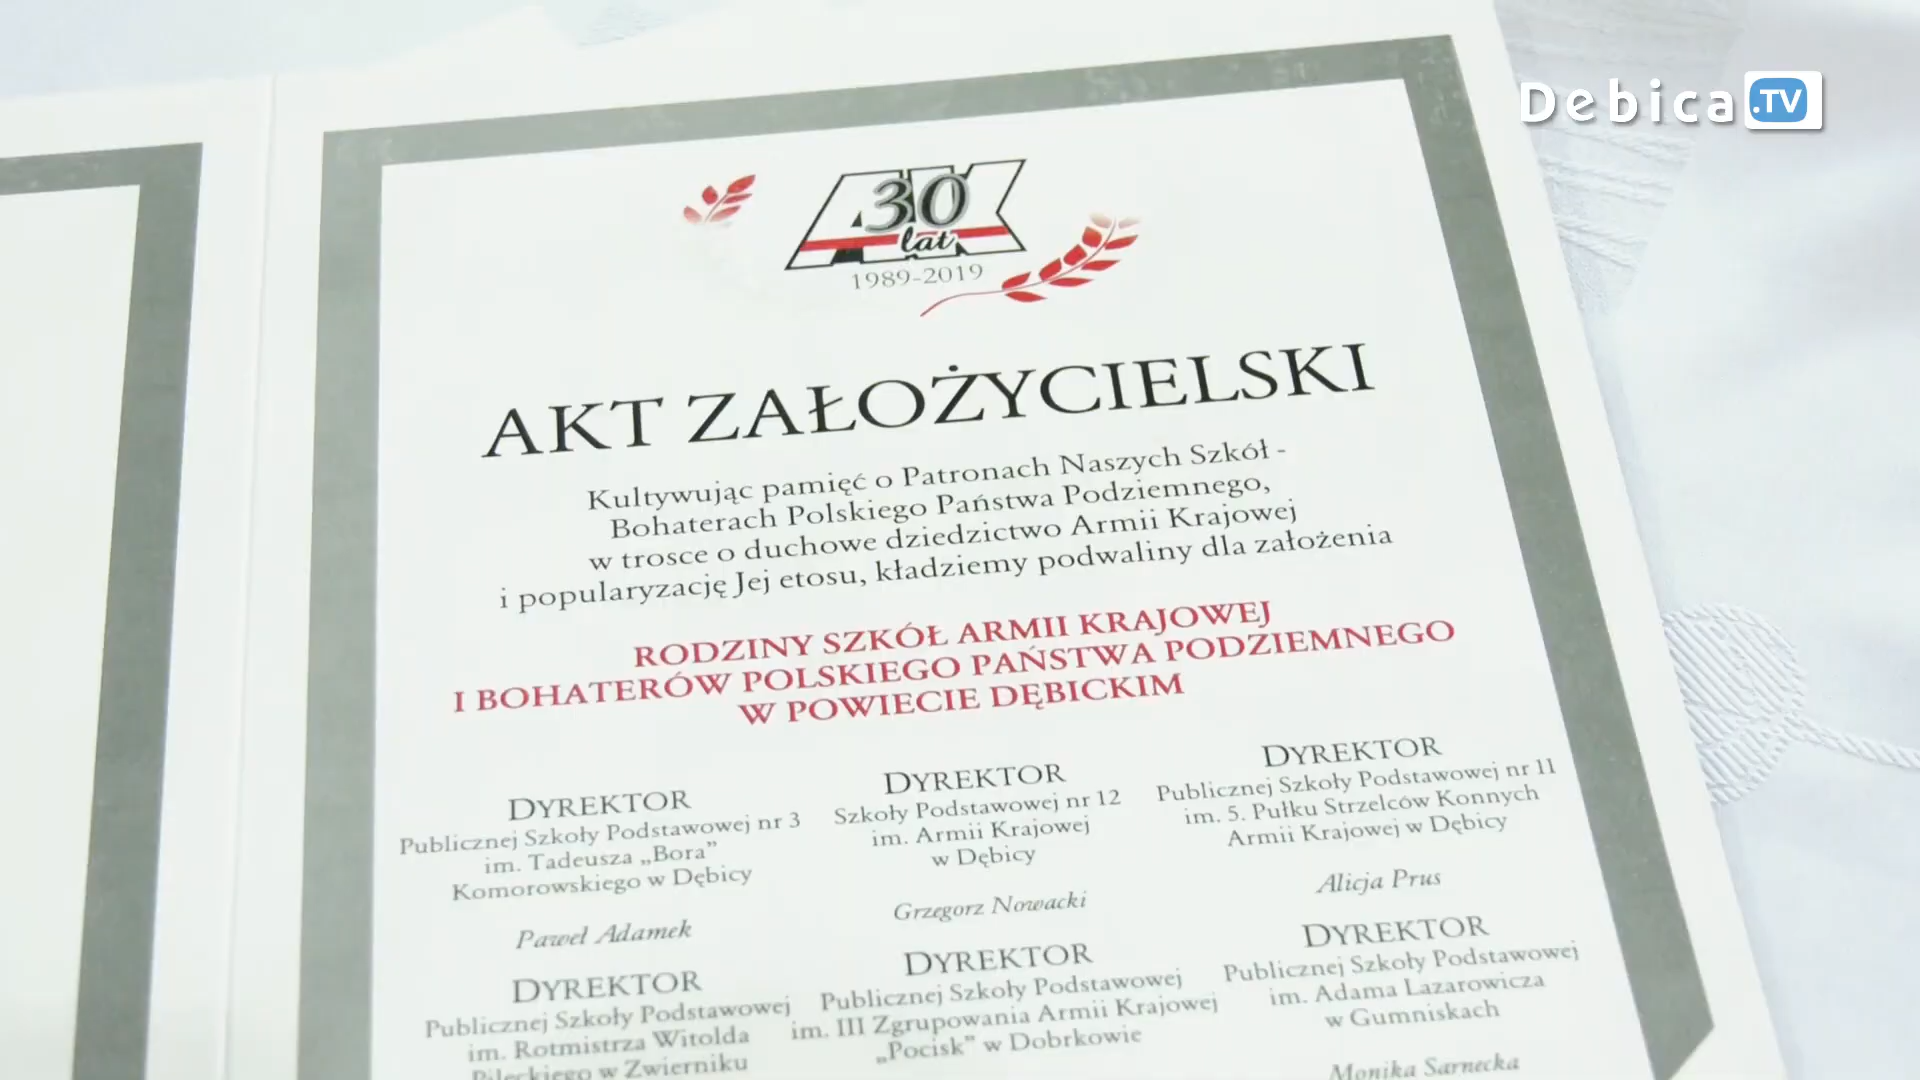 Debica.TV
AK
30
lat
1989-2019
AKT ZAŁOŻYCIELSKI
Kultywując pamięć o Patronach Naszych Szkół -
Bohaterach Polskiego Państwa Podziemnego,
w trosce o duchowe dziedzictwo Armii Krajowej
i popularyzację Jej etosu, kładziemy podwaliny dla założenia
RODZINY SZKÓŁ ARMII KRAJOWEJ
I BOHATERÓW POLSKIEGO PAŃSTWA PODZIEMNEGO
W POWIECIE DĘBICKIM
DYREKTOR
Publicznej Szkoły Podstawowej nr 3
im. Tadeusza „Bora”
Komorowskiego w Dębicy
Paweł Adamek
DYREKTOR
Szkoły Podstawowej nr 12
im. Armii Krajowej
w Dębicy
Grzegorz Nowacki
DYREKTOR
Publicznej Szkoły Podstawowej nr 11
im. 5. Pułku Strzelców Konnych
Armii Krajowej w Dębicy
Alicja Prus
DYREKTOR
Publicznej Szkoły Podstawowej
im. Rotmistrza Witolda
Pileckiego w Zwierniku
DYREKTOR
Publicznej Szkoły Podstawowej
im. III Zgrupowania Armii Krajowej
„Pocisk” w Dobrkowie
DYREKTOR
Publicznej Szkoły Podstawowej
im. Adama Lazarowicza
w Gumniskach
Monika Sarnecka